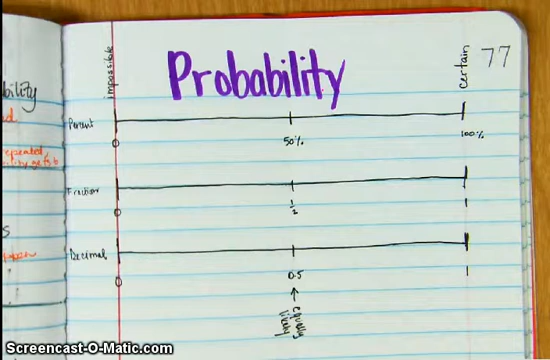 Probability
77
impossible
certain
Percent
0
50%
100%
Fraction
0
1/2
1
Decimal
0
0.5
1
equally
likely
bility
Screencast-O-Matic.com